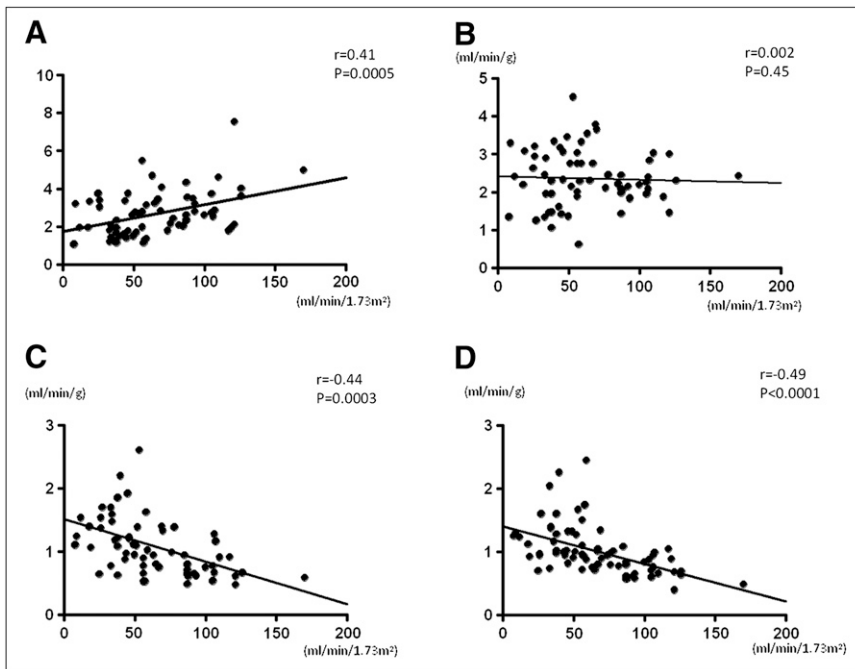 A
r=0.41
P=0.0005
10
8
6
4
2
0
0 50 100 150 200
(ml/min/1.73m²)
B
(ml/min/g)
r=0.002
P=0.45
5
4
3
2
1
0
0 50 100 150 200
(ml/min/1.73m²)
C
(ml/min/g)
r=-0.44
P=0.0003
3
2
1
0
0 50 100 150 200
(ml/min/1.73m²)
D
(ml/min/g)
r=-0.49
P<0.0001
3
2
1
0
0 50 100 150 200
(ml/min/1.73m²)